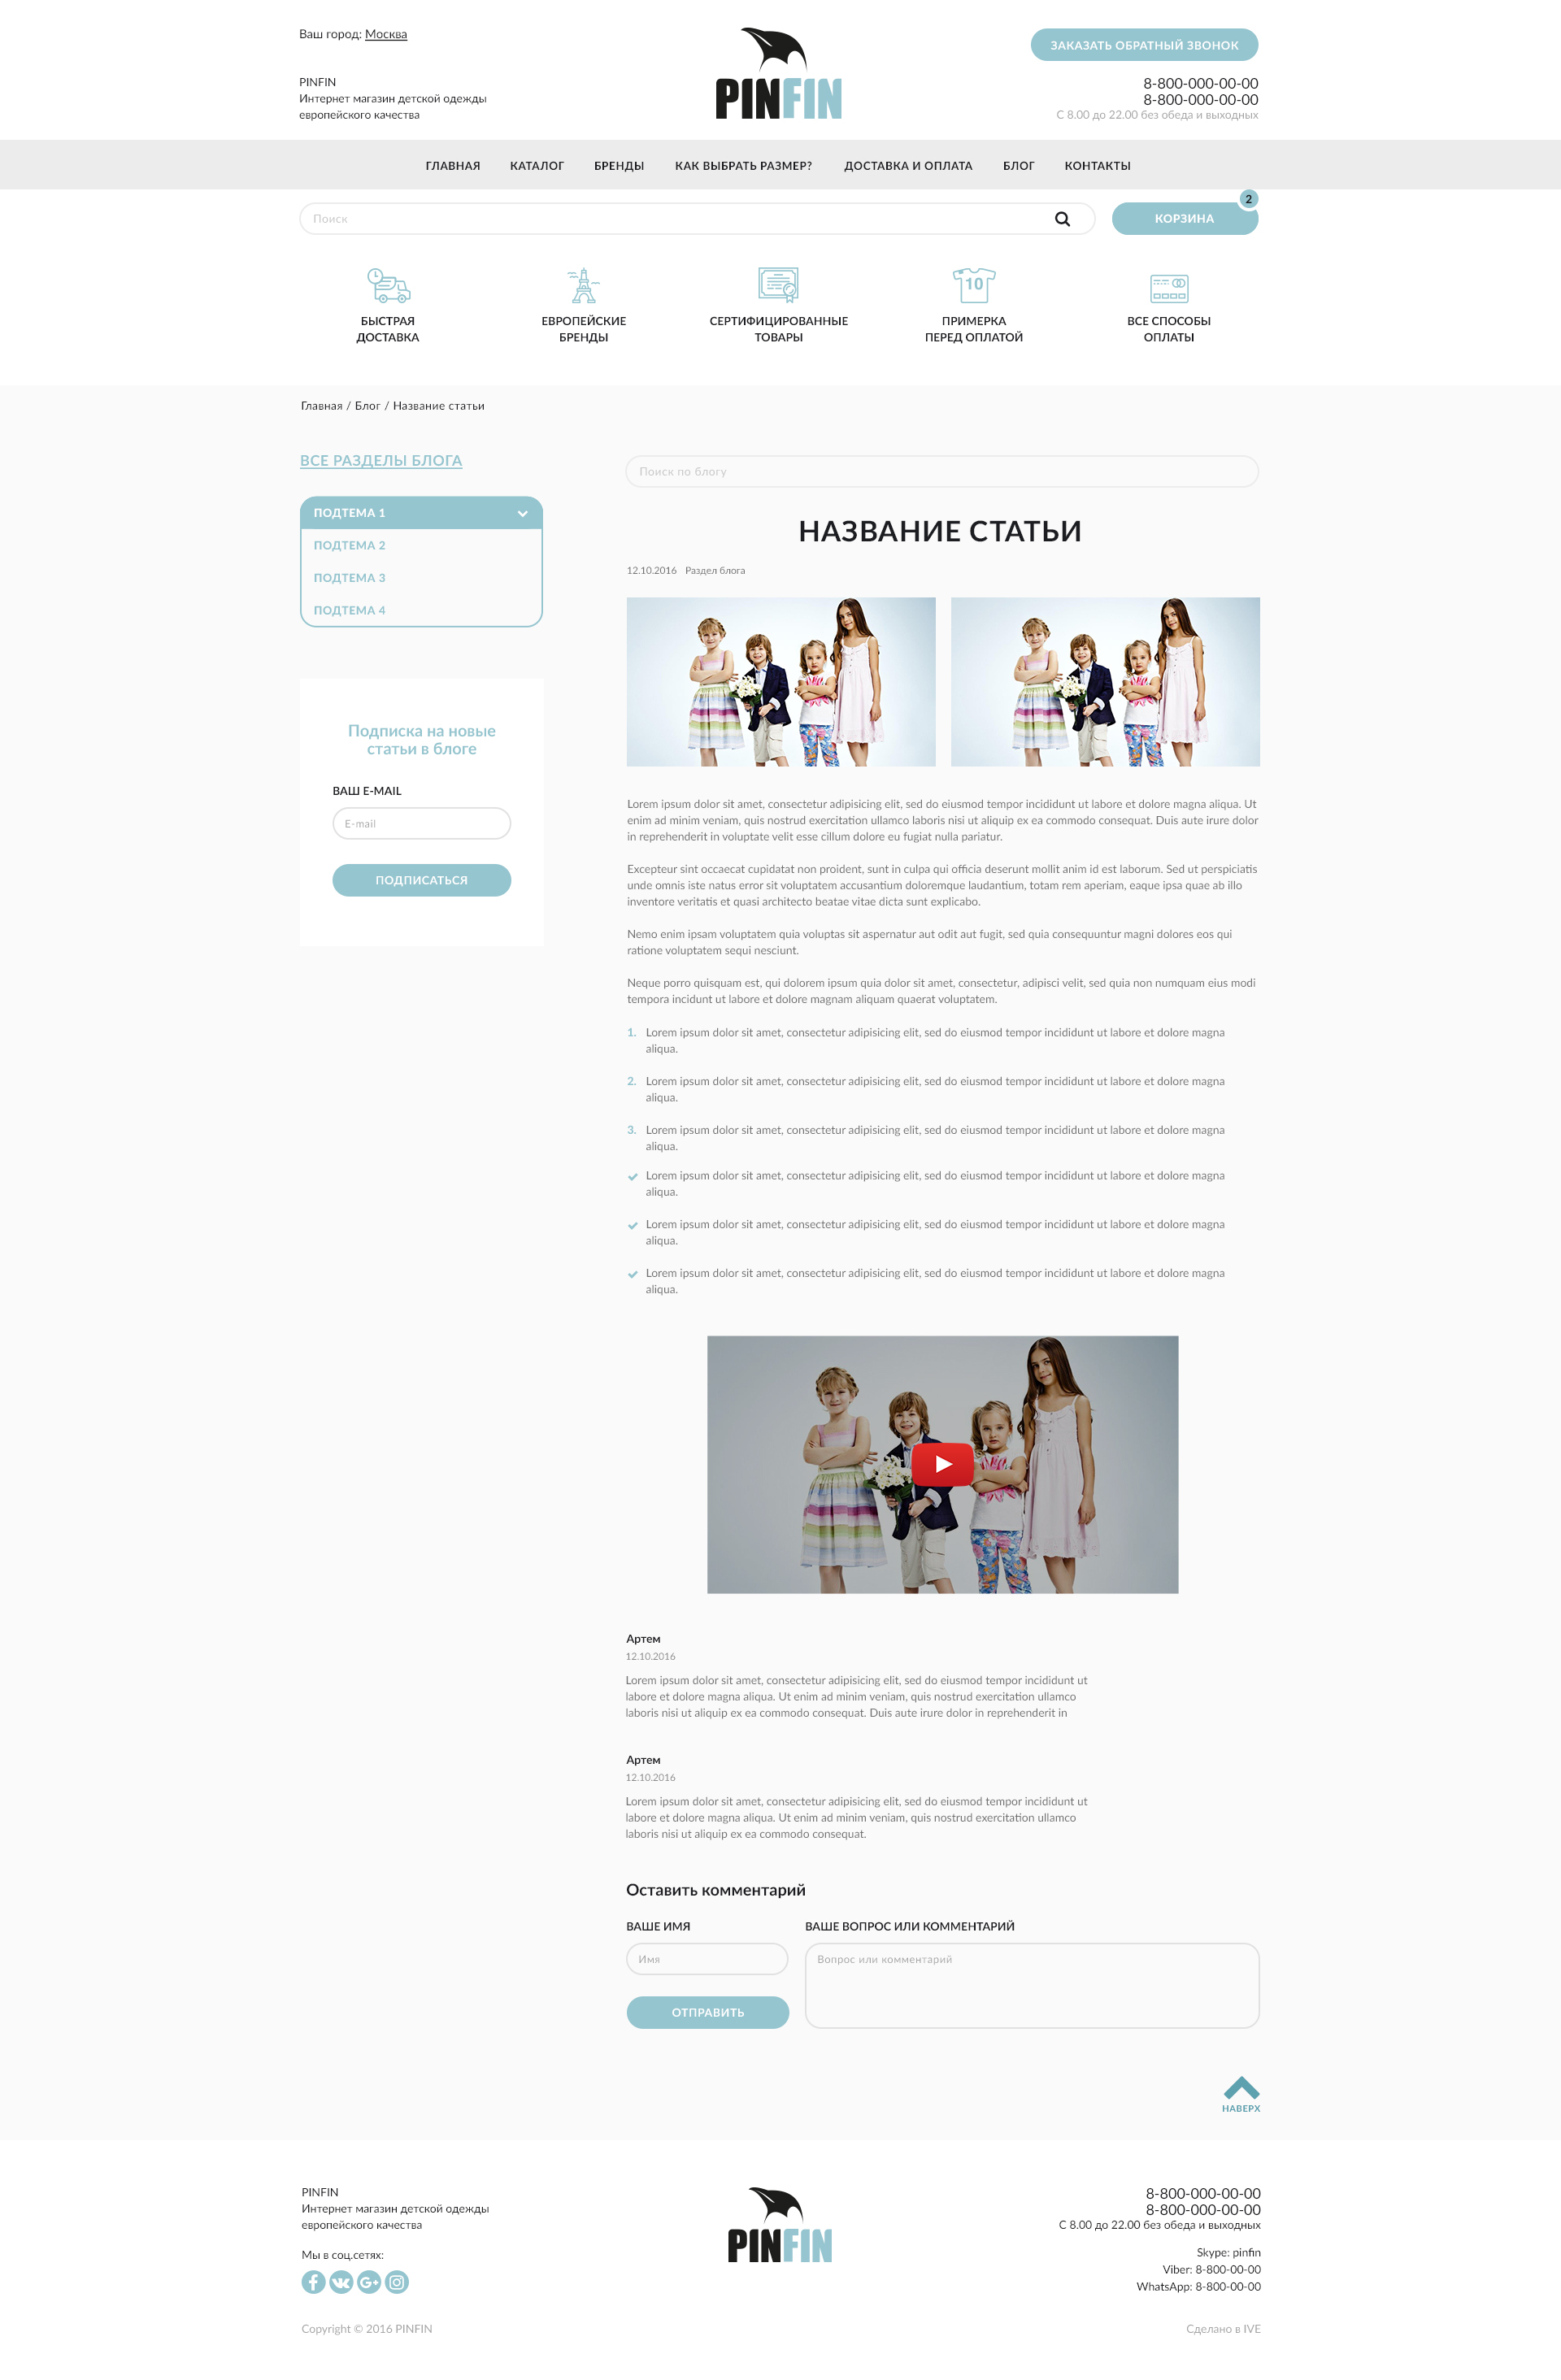 Ваш город: Москва
PINFIN
Интернет магазин детской одежды
европейского качества
PINFIN
ЗАКАЗАТЬ ОБРАТНЫЙ ЗВОНОК
8-800-000-00-00
8-800-000-00-00
С 8.00 до 22.00 без обеда и выходных
ГЛАВНАЯ КАТАЛОГ БРЕНДЫ КАК ВЫБРАТЬ РАЗМЕР? ДОСТАВКА И ОПЛАТА БЛОГ КОНТАКТЫ
Поиск
КОРЗИНА
2
БЫСТРАЯ
ДОСТАВКА
ЕВРОПЕЙСКИЕ
БРЕНДЫ
СЕРТИФИЦИРОВАННЫЕ
ТОВАРЫ
10
ПРИМЕРКА
ПЕРЕД ОПЛАТОЙ
ВСЕ СПОСОБЫ
ОПЛАТЫ
Главная / Блог / Название статьи
ВСЕ РАЗДЕЛЫ БЛОГА
ПОДТЕМА 1
ПОДТЕМА 2
ПОДТЕМА 3
ПОДТЕМА 4
Подписка на новые
статьи в блоге
ВАШ E-MAIL
E-mail
ПОДПИСАТЬСЯ
Поиск по блогу
НАЗВАНИЕ СТАТЬИ
12.10.2016 Раздел блога
Lorem ipsum dolor sit amet, consectetur adipisicing elit, sed do eiusmod tempor incididunt ut labore et dolore magna aliqua. Ut
enim ad minim veniam, quis nostrud exercitation ullamco laboris nisi ut aliquip ex ea commodo consequat. Duis aute irure dolor
in reprehenderit in voluptate velit esse cillum dolore eu fugiat nulla pariatur.
Excepteur sint occaecat cupidatat non proident, sunt in culpa qui officia deserunt mollit anim id est laborum. Sed ut perspiciatis
unde omnis iste natus error sit voluptatem accusantium doloremque laudantium, totam rem aperiam, eaque ipsa quae ab illo
inventore veritatis et quasi architecto beatae vitae dicta sunt explicabo.
Nemo enim ipsam voluptatem quia voluptas sit aspernatur aut odit aut fugit, sed quia consequuntur magni dolores eos qui
ratione voluptatem sequi nesciunt.
Neque porro quisquam est, qui dolorem ipsum quia dolor sit amet, consectetur, adipisci velit, sed quia non numquam eius modi
tempora incidunt ut labore et dolore magnam aliquam quaerat voluptatem.
1. Lorem ipsum dolor sit amet, consectetur adipisicing elit, sed do eiusmod tempor incididunt ut labore et dolore magna
aliqua.
2. Lorem ipsum dolor sit amet, consectetur adipisicing elit, sed do eiusmod tempor incididunt ut labore et dolore magna
aliqua.
3. Lorem ipsum dolor sit amet, consectetur adipisicing elit, sed do eiusmod tempor incididunt ut labore et dolore magna
aliqua.
Lorem ipsum dolor sit amet, consectetur adipisicing elit, sed do eiusmod tempor incididunt ut labore et dolore magna
aliqua.
Lorem ipsum dolor sit amet, consectetur adipisicing elit, sed do eiusmod tempor incididunt ut labore et dolore magna
aliqua.
Lorem ipsum dolor sit amet, consectetur adipisicing elit, sed do eiusmod tempor incididunt ut labore et dolore magna
aliqua.
Артем
12.10.2016
Lorem ipsum dolor sit amet, consectetur adipisicing elit, sed do eiusmod tempor incididunt ut
labore et dolore magna aliqua. Ut enim ad minim veniam, quis nostrud exercitation ullamco
laboris nisi ut aliquip ex ea commodo consequat. Duis aute irure dolor in reprehenderit in
Артем
12.10.2016
Lorem ipsum dolor sit amet, consectetur adipisicing elit, sed do eiusmod tempor incididunt ut
labore et dolore magna aliqua. Ut enim ad minim veniam, quis nostrud exercitation ullamco
laboris nisi ut aliquip ex ea commodo consequat.
Оставить комментарий
ВАШЕ ИМЯ
Имя
ОТПРАВИТЬ
ВАШЕ ВОПРОС ИЛИ КОММЕНТАРИЙ
Вопрос или комментарий
НАВЕРХ
PINFIN
Интернет магазин детской одежды
европейского качества
Мы в соц.сетях:
Copyright © 2016 PINFIN
PINFIN
8-800-000-00-00
8-800-000-00-00
С 8.00 до 22.00 без обеда и выходных
Skype: pinfin
Viber: 8-800-00-00
WhatsApp: 8-800-00-00
Сделано в IVE